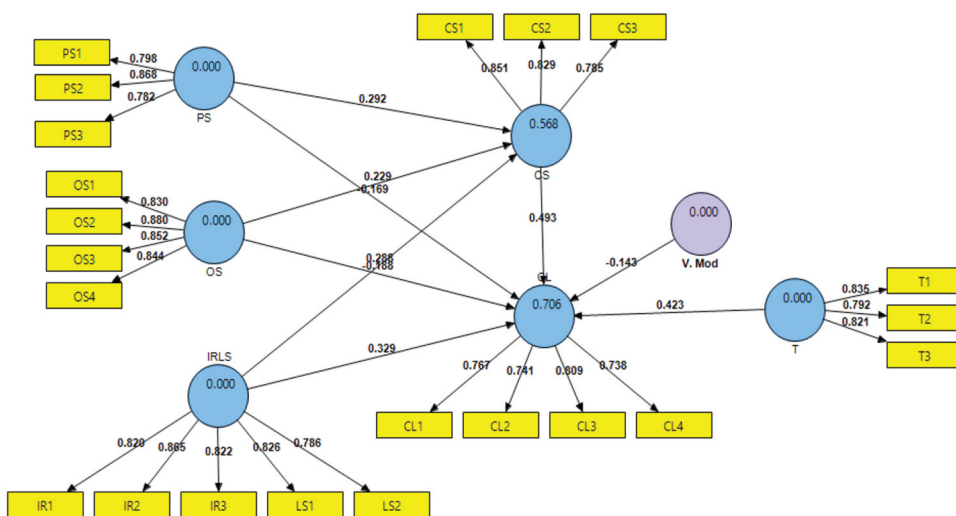 CS1 CS2 CS3
PS1 0.798 0.000
PS2 0.868
PS3 0.782
PS
0.851 0.829 0.785
0.292
0.568
CS
OS1 0.830
OS2 0.880 0.000
OS3 0.852
OS4 0.844
OS
0.229
-0.169
0.493
0.000
V. Mod
0.288
-0.168
CL
-0.143
0.706
0.423
0.000
T
0.835 T1
0.792 T2
0.821 T3
IRLS
0.000
0.329
0.767 0.741 0.809 0.738
CL1 CL2 CL3 CL4
0.820 0.865 0.822 0.826 0.786
IR1 IR2 IR3 LS1 LS2